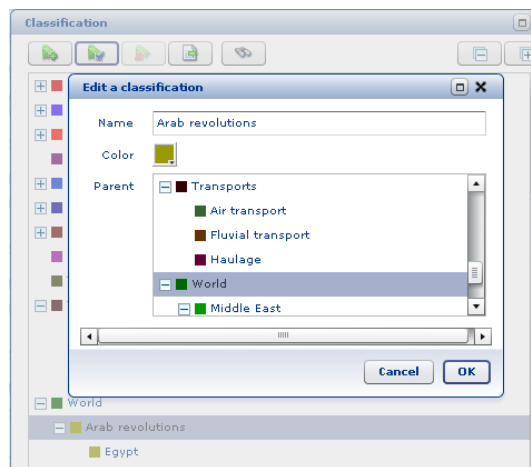 Classification
Edit a classification
Name Arab revolutions
Color
Parent Transports
Air transport
Fluvial transport
Haulage
World
Middle East
Cancel OK
World
Arab revolutions
Egypt